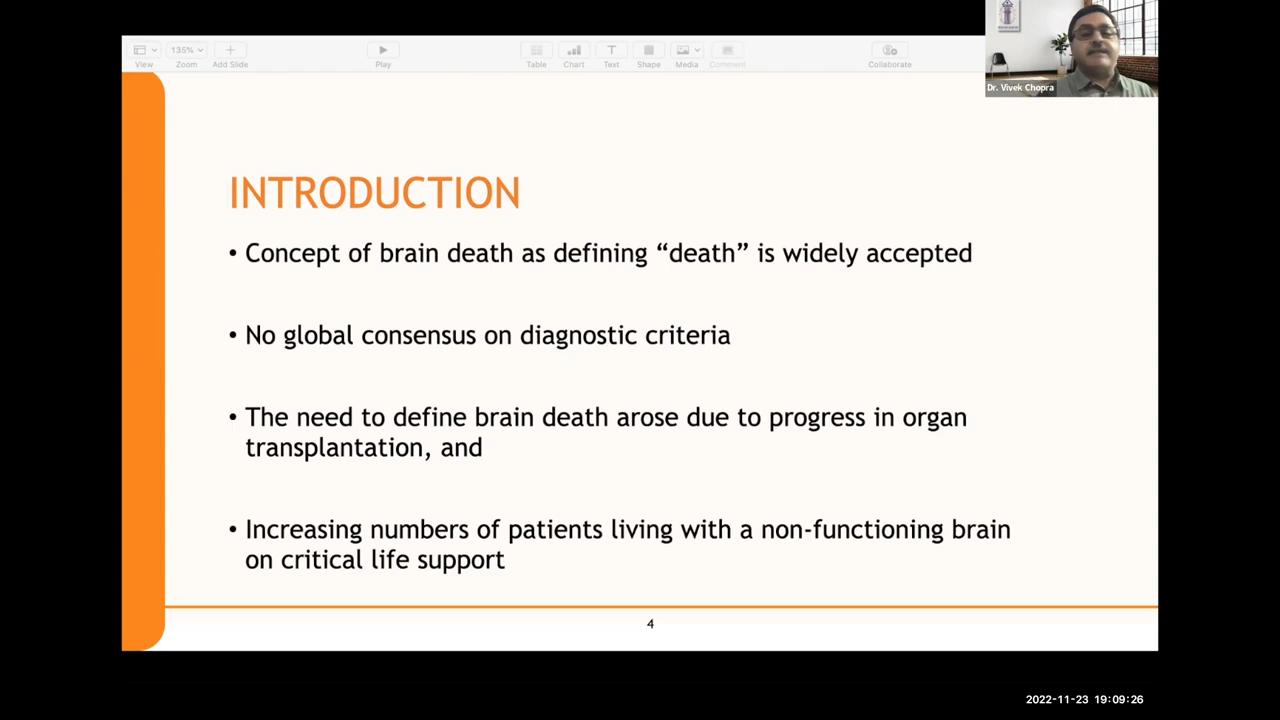 135%
View
Zoom
Add Slide
Play
Table
Chart
Text
Shape
Media
Comment
Collaborate
Dr. Vivek Chopra
INTRODUCTION
• Concept of brain death as defining “death” is widely accepted
• No global consensus on diagnostic criteria
• The need to define brain death arose due to progress in organ
transplantation, and
• Increasing numbers of patients living with a non-functioning brain
on critical life support
4
2022-11-23 19:09:26